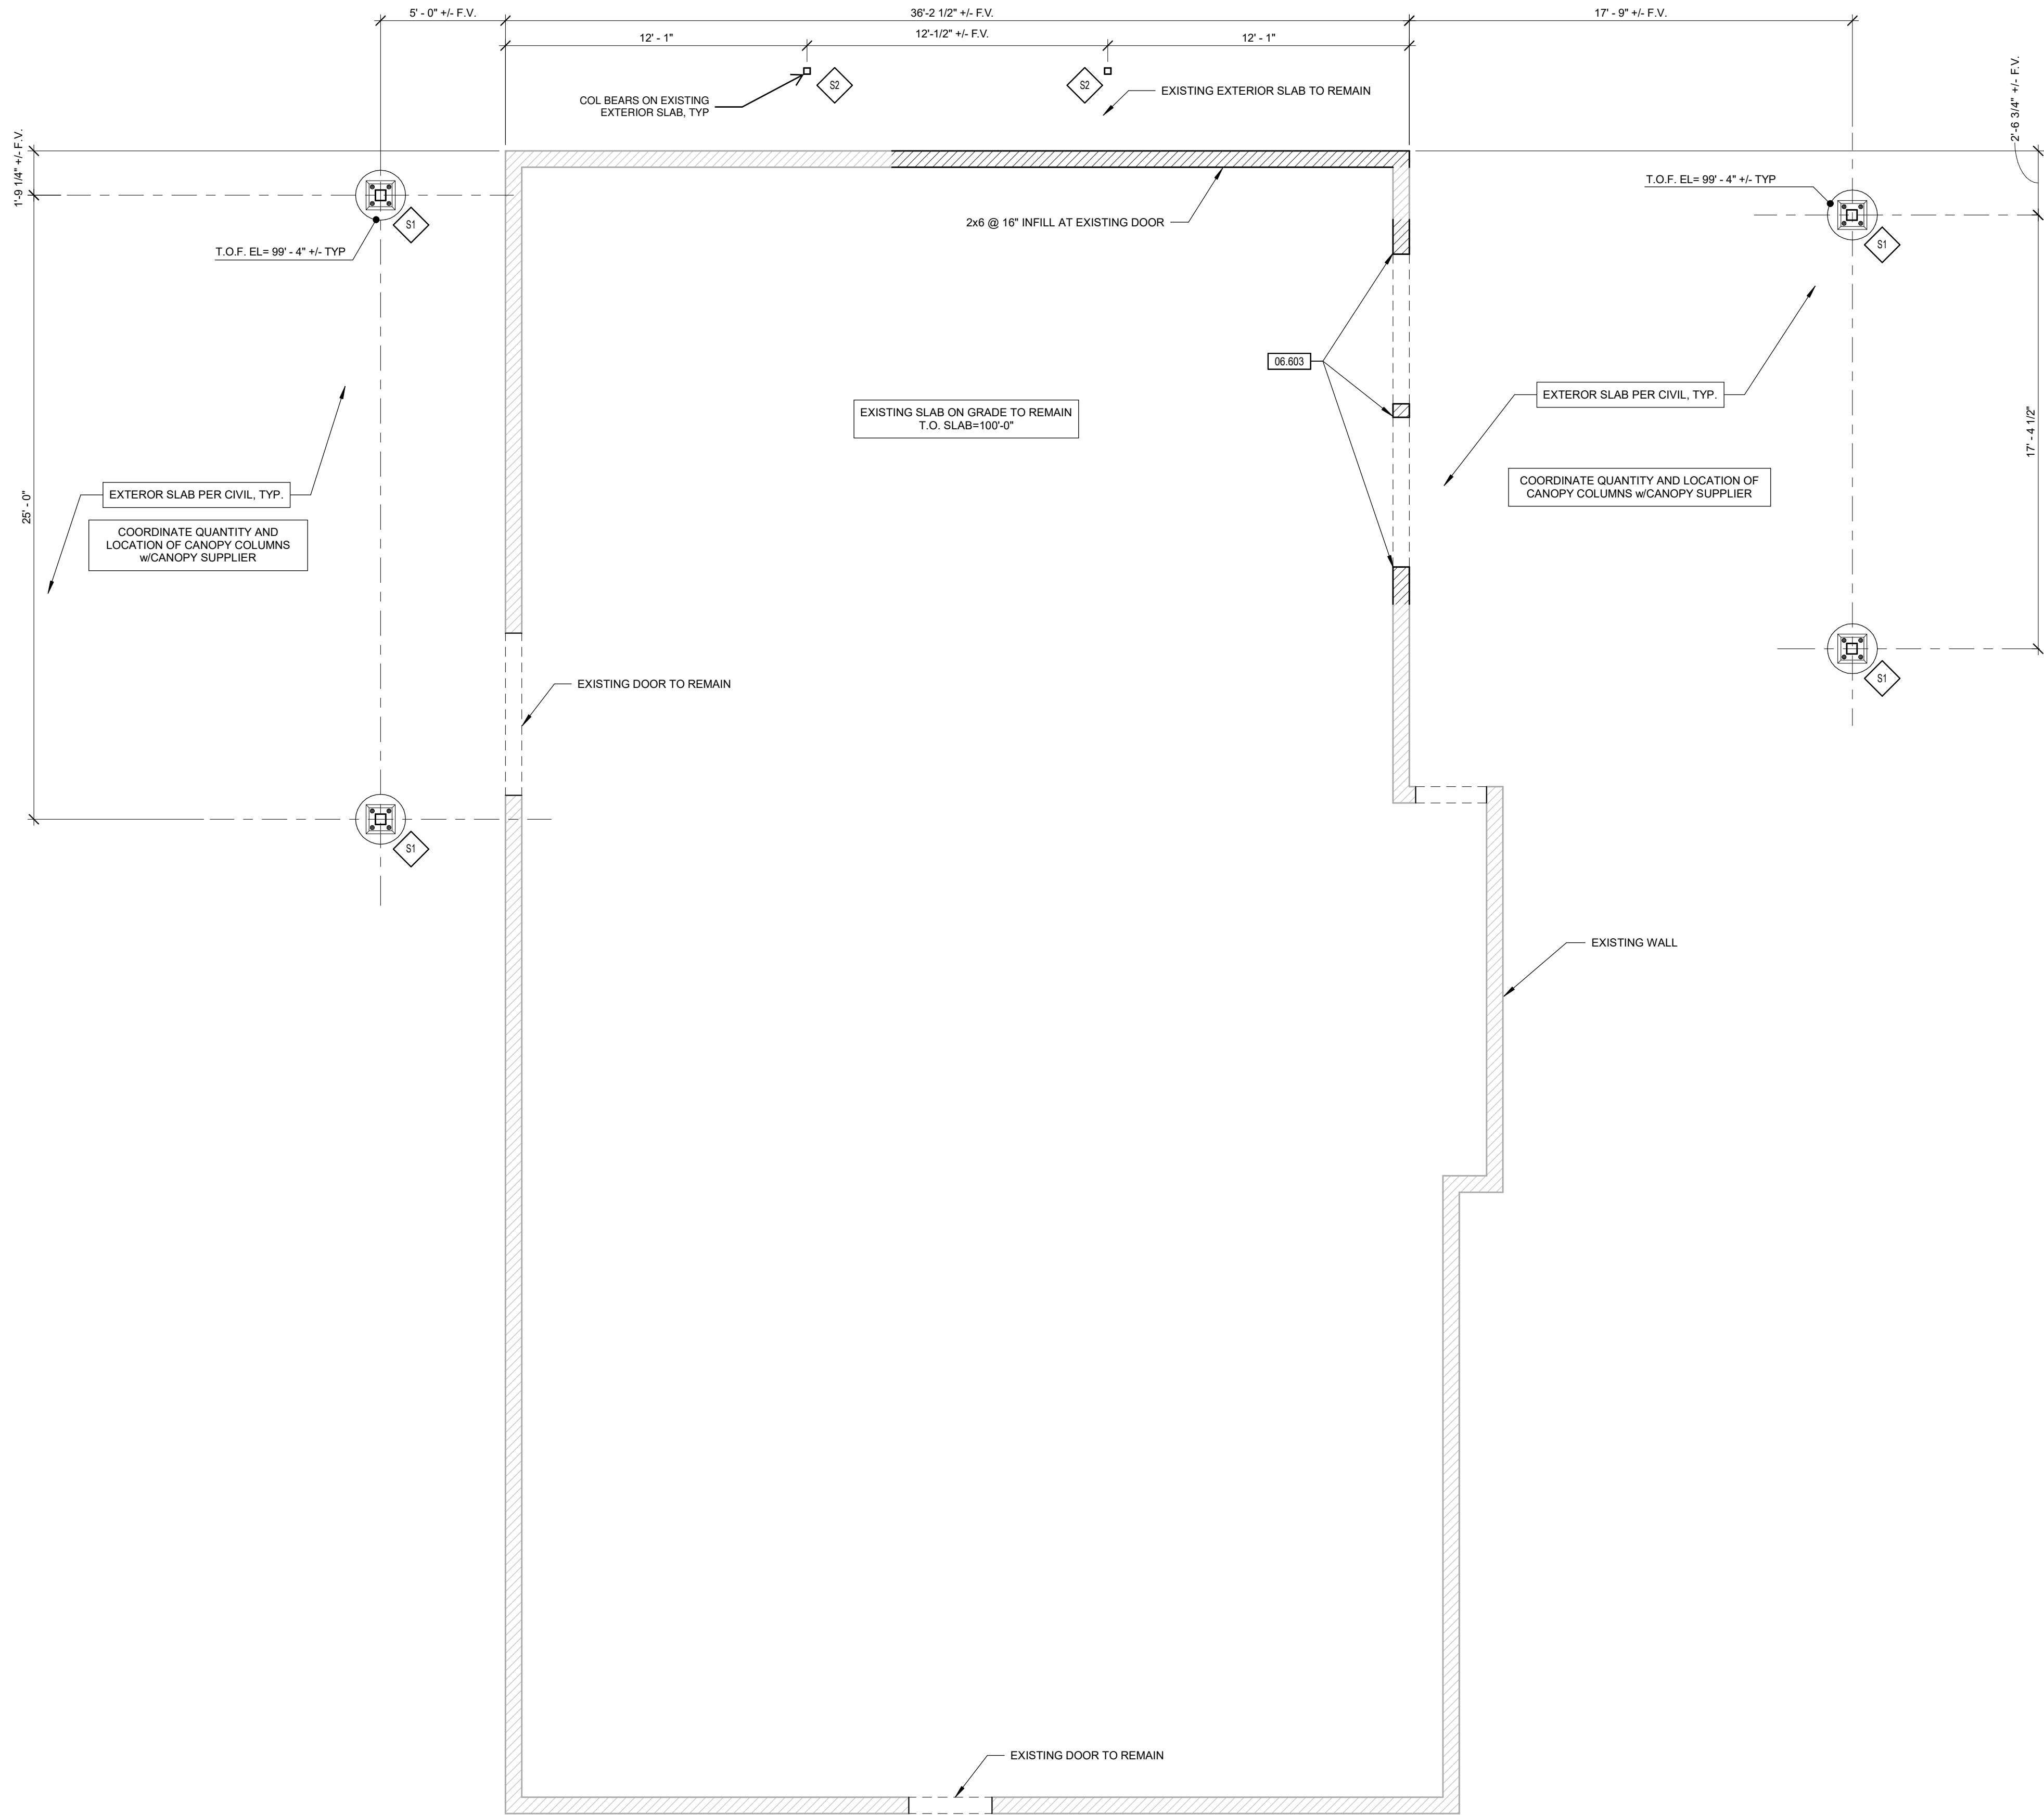 5' - 0" +/- F.V.
36'-2 1/2" +/- F.V.
17' - 9" +/- F.V.
12' - 1"
12'-1/2" +/- F.V.
12' - 1"
S2
S2
COL BEARS ON EXISTING
EXTERIOR SLAB, TYP
EXISTING EXTERIOR SLAB TO REMAIN
2'-6 3/4" +/- F.V.
1'-9 1/4" +/- F.V.
T.O.F. EL= 99' - 4" +/- TYP
S1
2x6 @ 16" INFILL AT EXISTING DOOR
S1
T.O.F. EL= 99' - 4" +/- TYP
06.603
EXTEROR SLAB PER CIVIL, TYP.
EXISTING SLAB ON GRADE TO REMAIN
T.O. SLAB=100'-0"
17' - 4 1/2"
COORDINATE QUANTITY AND LOCATION OF
CANOPY COLUMNS w/CANOPY SUPPLIER
EXTEROR SLAB PER CIVIL, TYP.
25' - 0"
COORDINATE QUANTITY AND
LOCATION OF CANOPY COLUMNS
w/CANOPY SUPPLIER
S1
EXISTING DOOR TO REMAIN
S1
EXISTING WALL
EXISTING DOOR TO REMAIN